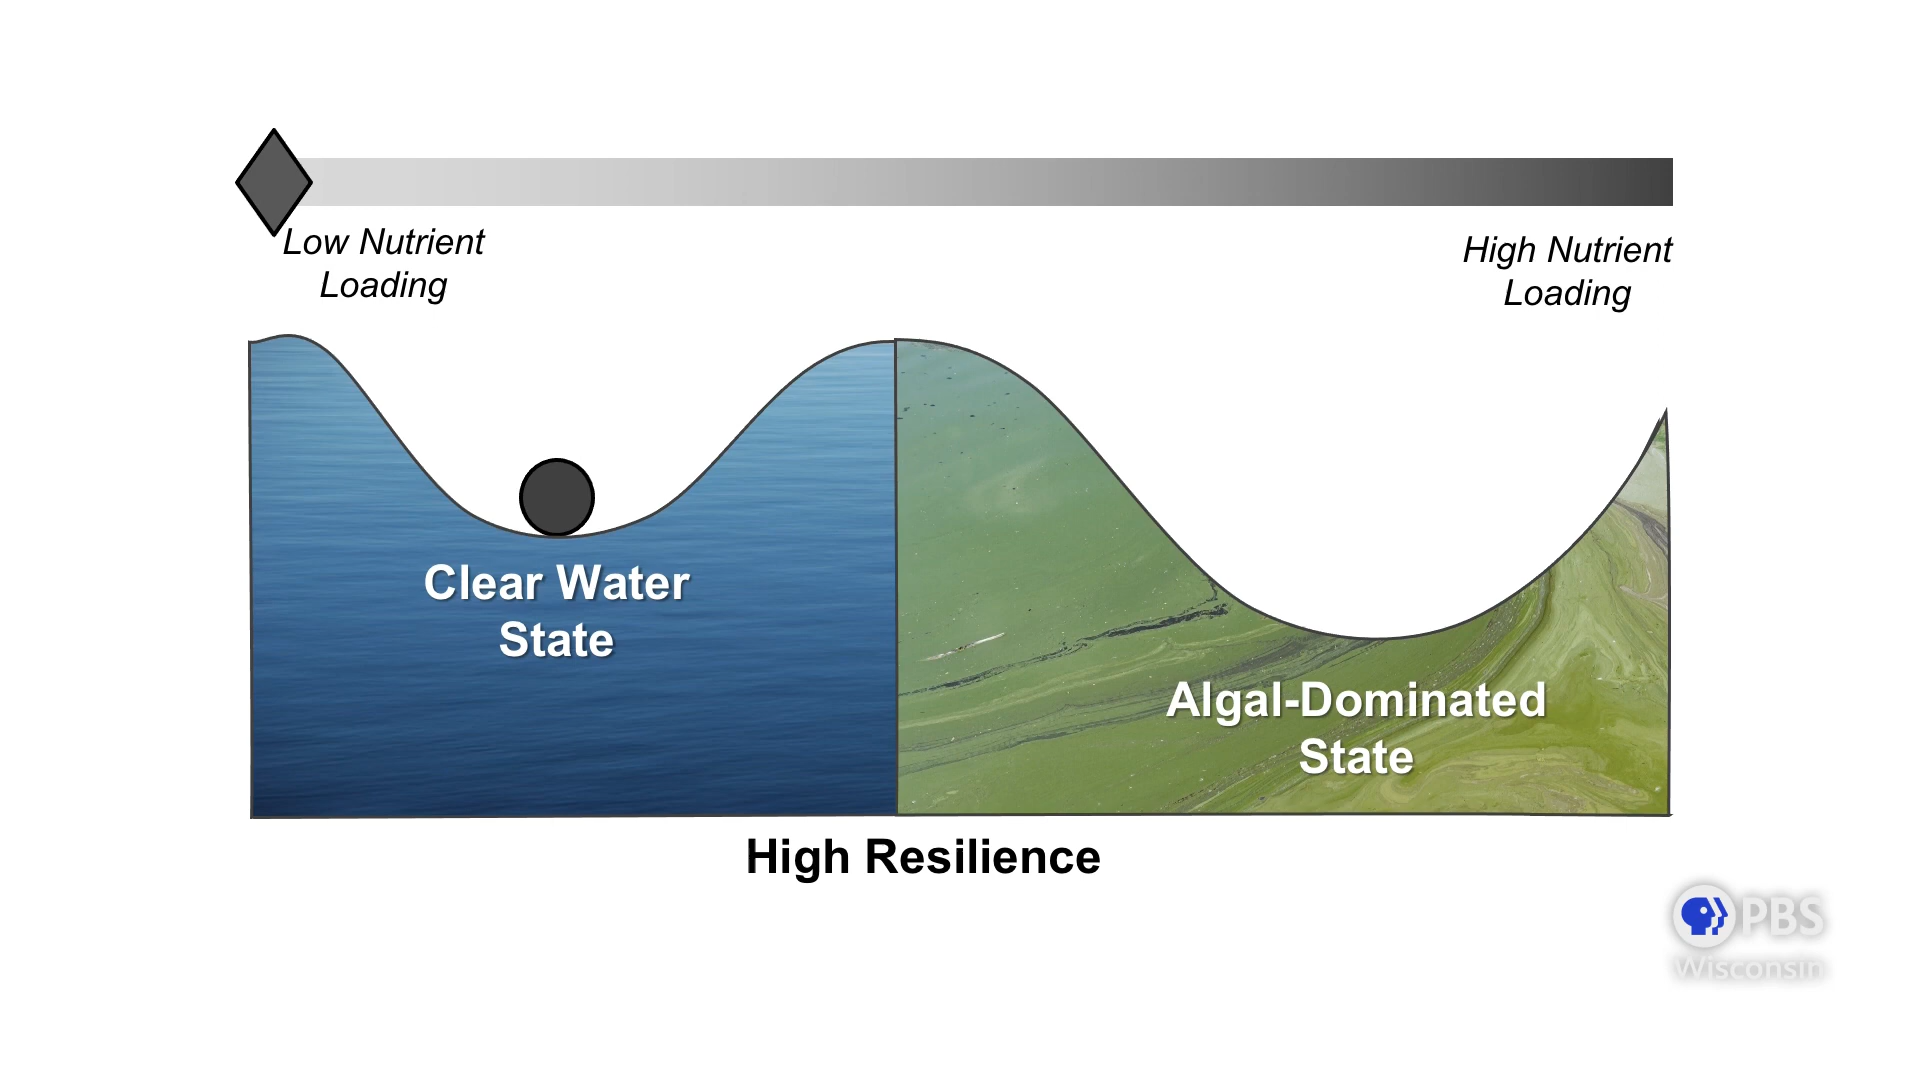 Low Nutrient
Loading
High Nutrient
Loading
Clear Water
State
Algal-Dominated
State
High Resilience
PBS
Wisconsin